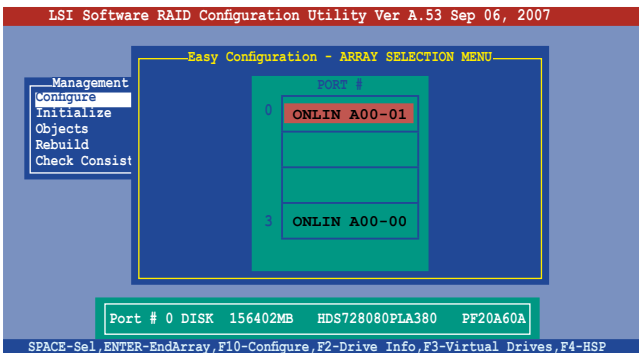 LSI Software RAID Configuration Utility Ver A.53 Sep 06, 2007
Easy Configuration - ARRAY SELECTION MENU
Management
Configure
Initialize
Objects
Rebuild
Check Consist
PORT #
0 ONLIN A00-01
3 ONLIN A00-00
Port # 0 DISK 156402MB HDS728080PLA380 PF20A60A
SPACE-Sel,ENTER-EndArray,F10-Configure,F2-Drive Info,F3-Virtual Drives,F4-HSP